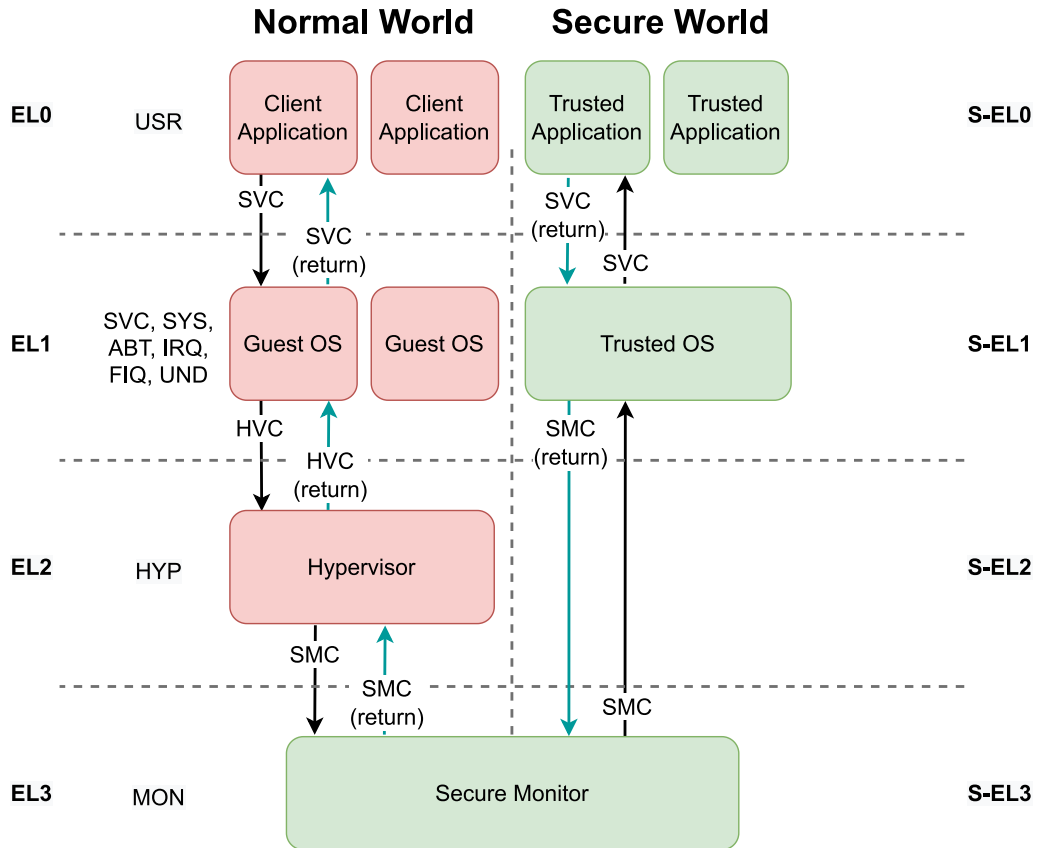 Normal World
Secure World
EL0
USR
Client
Application
Client
Application
Trusted
Application
Trusted
Application
S-EL0
SVC
SVC
(return)
SVC
(return)
SVC
EL1
SVC, SYS,
ABT, IRQ,
FIQ, UND
Guest OS
Guest OS
Trusted OS
S-EL1
HVC
HVC
(return)
SMC
(return)
EL2
HYP
Hypervisor
S-EL2
SMC
SMC
(return)
SMC
EL3
MON
Secure Monitor
S-EL3